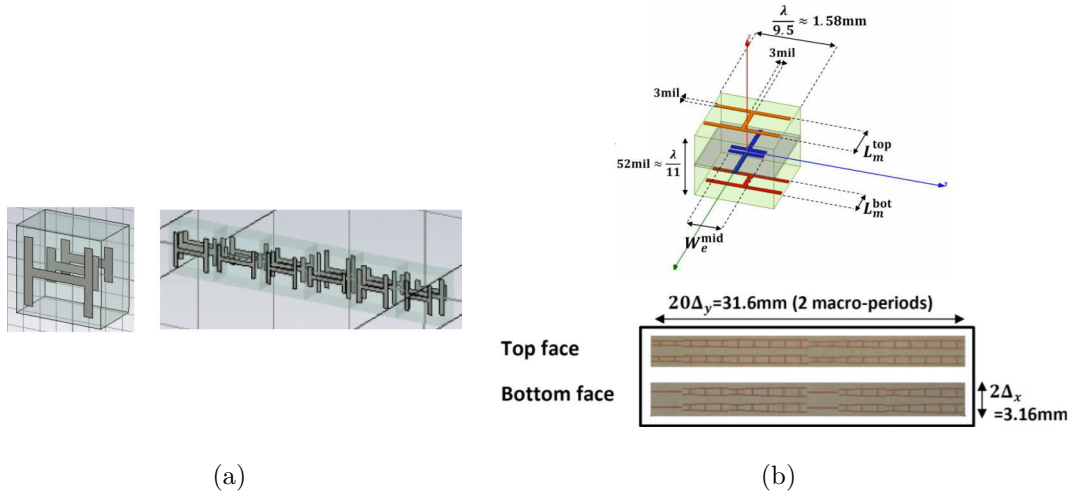 λ/9.5 ≈ 1.58mm
3mil
3mil
L_m^top
52mil ≈ λ/11
L_m^bot
W_e^mid
20Δ_y=31.6mm (2 macro-periods)
Top face
Bottom face
2Δ_x
=3.16mm
(a)
(b)